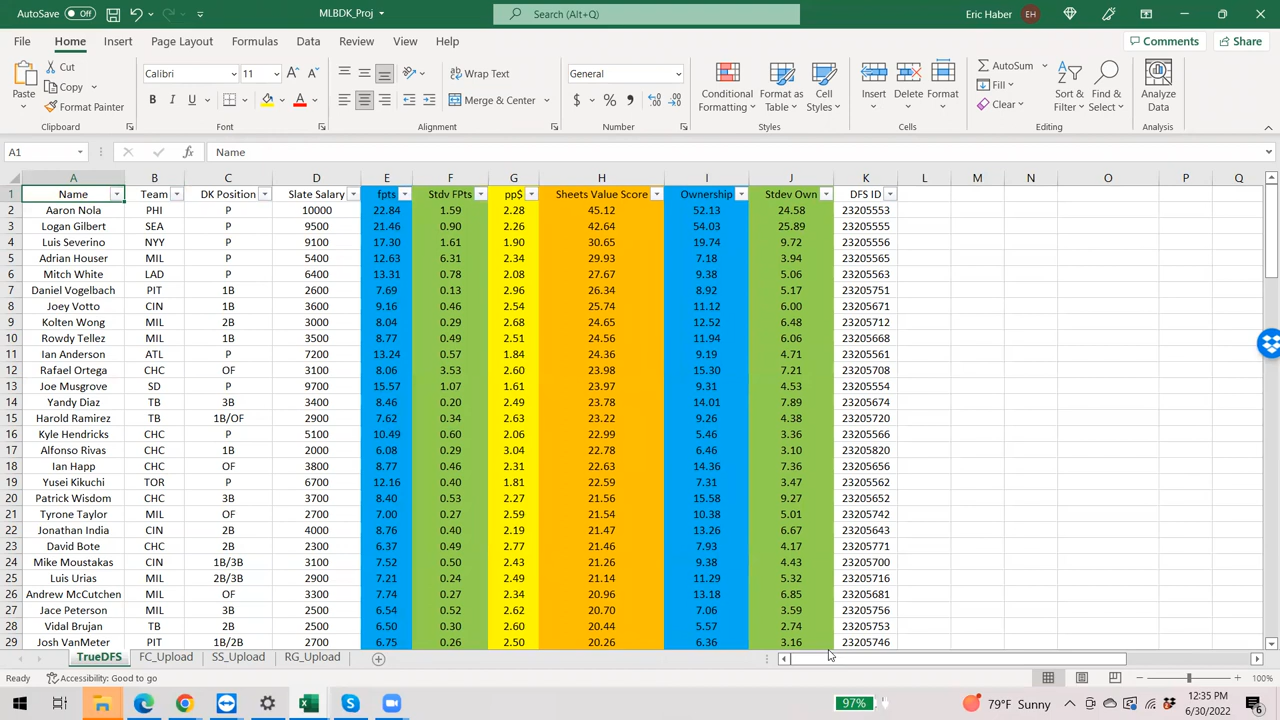 AutoSave Off MLBDK_Proj Search (Alt+Q) Eric Haber EH
File Home Insert Page Layout Formulas Data Review View Help Comments Share
Paste Cut Copy Format Painter Clipboard
Calibri 11 A A B I U A Font
Wrap Text Merge & Center Alignment
General $ % 9 Number
Conditional Formatting Format as Table Cell Styles Styles
Insert Delete Format Cells
AutoSum Fill Clear Sort & Filter Find & Select Editing
Analyze Data Analysis
A1 fx Name
A B C D E F G H I J K L M N O P Q
1 Name Team DK Position Slate Salary fpts Stdv FPts pp$ Sheets Value Score Ownership Stdev Own DFS ID
2 Aaron Nola PHI P 10000 22.84 1.59 2.28 45.12 52.13 24.58 23205553
3 Logan Gilbert SEA P 9500 21.46 0.90 2.26 42.64 54.03 25.89 23205555
4 Luis Severino NYY P 9100 17.30 1.61 1.90 30.65 19.74 9.72 23205556
5 Adrian Houser MIL P 5400 12.63 6.31 2.34 29.93 7.18 3.94 23205565
6 Mitch White LAD P 6400 13.31 0.78 2.08 27.67 9.38 5.06 23205563
7 Daniel Vogelbach PIT 1B 2600 7.69 0.13 2.96 26.34 8.92 5.17 23205751
8 Joey Votto CIN 1B 3600 9.16 0.46 2.54 25.74 11.12 6.00 23205671
9 Kolten Wong MIL 2B 3000 8.04 0.29 2.68 24.65 12.52 6.48 23205712
10 Rowdy Tellez MIL 1B 3500 8.77 0.49 2.51 24.56 11.94 6.06 23205668
11 Ian Anderson ATL P 7200 13.24 0.57 1.84 24.36 9.19 4.71 23205561
12 Rafael Ortega CHC OF 3100 8.06 3.53 2.60 23.98 15.30 7.21 23205708
13 Joe Musgrove SD P 9700 15.57 1.07 1.61 23.97 9.31 4.53 23205554
14 Yandy Diaz TB 3B 3400 8.46 0.20 2.49 23.78 14.01 7.89 23205674
15 Harold Ramirez TB 1B/OF 2900 7.62 0.34 2.63 23.22 9.26 4.38 23205720
16 Kyle Hendricks CHC P 5100 10.49 0.60 2.06 22.99 5.46 3.36 23205566
17 Alfonso Rivas CHC 1B 2000 6.08 0.29 3.04 22.78 6.46 3.10 23205820
18 Ian Happ CHC OF 3800 8.77 0.46 2.31 22.63 14.36 7.36 23205656
19 Yusei Kikuchi TOR P 6700 12.16 0.40 1.81 22.59 7.31 3.47 23205562
20 Patrick Wisdom CHC 3B 3700 8.40 0.53 2.27 21.56 15.58 9.27 23205652
21 Tyrone Taylor MIL OF 2700 7.00 0.27 2.59 21.54 10.38 5.01 23205742
22 Jonathan India CIN 2B 4000 8.76 0.40 2.19 21.47 13.26 6.67 23205643
23 David Bote CHC 2B 2300 6.37 0.49 2.77 21.46 7.93 4.17 23205771
24 Mike Moustakas CIN 1B/3B 3100 7.52 0.50 2.43 21.26 9.38 4.43 23205700
25 Luis Urias MIL 2B/3B 2900 7.21 0.24 2.49 21.14 11.29 5.32 23205716
26 Andrew McCutchen MIL OF 3300 7.74 0.27 2.34 20.96 13.18 6.85 23205681
27 Jace Peterson MIL 3B 2500 6.54 0.52 2.62 20.70 7.06 3.59 23205756
28 Vidal Brujan TB 2B 2500 6.50 0.30 2.60 20.44 5.57 2.74 23205753
29 Josh VanMeter PIT 1B/2B 2700 6.75 0.26 2.50 20.26 6.36 3.16 23205746
TrueDFS FC_Upload SS_Upload RG_Upload
Ready Accessibility: Good to go 100%
97% 79°F Sunny 12:35 PM
6/30/2022 6